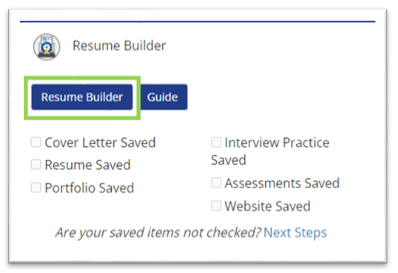 Resume Builder
Resume Builder
Guide
Cover Letter Saved
Resume Saved
Portfolio Saved
Interview Practice
Saved
Assessments Saved
Website Saved
Are your saved items not checked? Next Steps